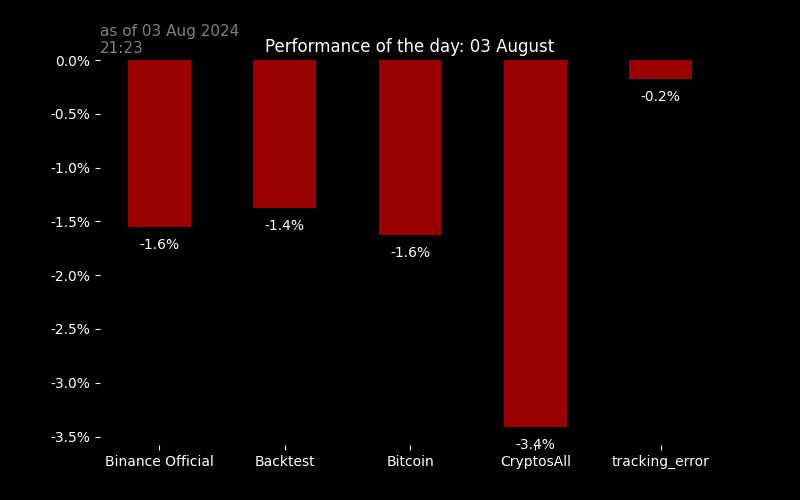 as of 03 Aug 2024
21:23
Performance of the day: 03 August
0.0%
-0.5%
-1.0%
-1.5%
-2.0%
-2.5%
-3.0%
-3.5%
-1.6%
-1.4%
-1.6%
-3.4%
-0.2%
Binance Official
Backtest
Bitcoin
CryptosAll
tracking_error